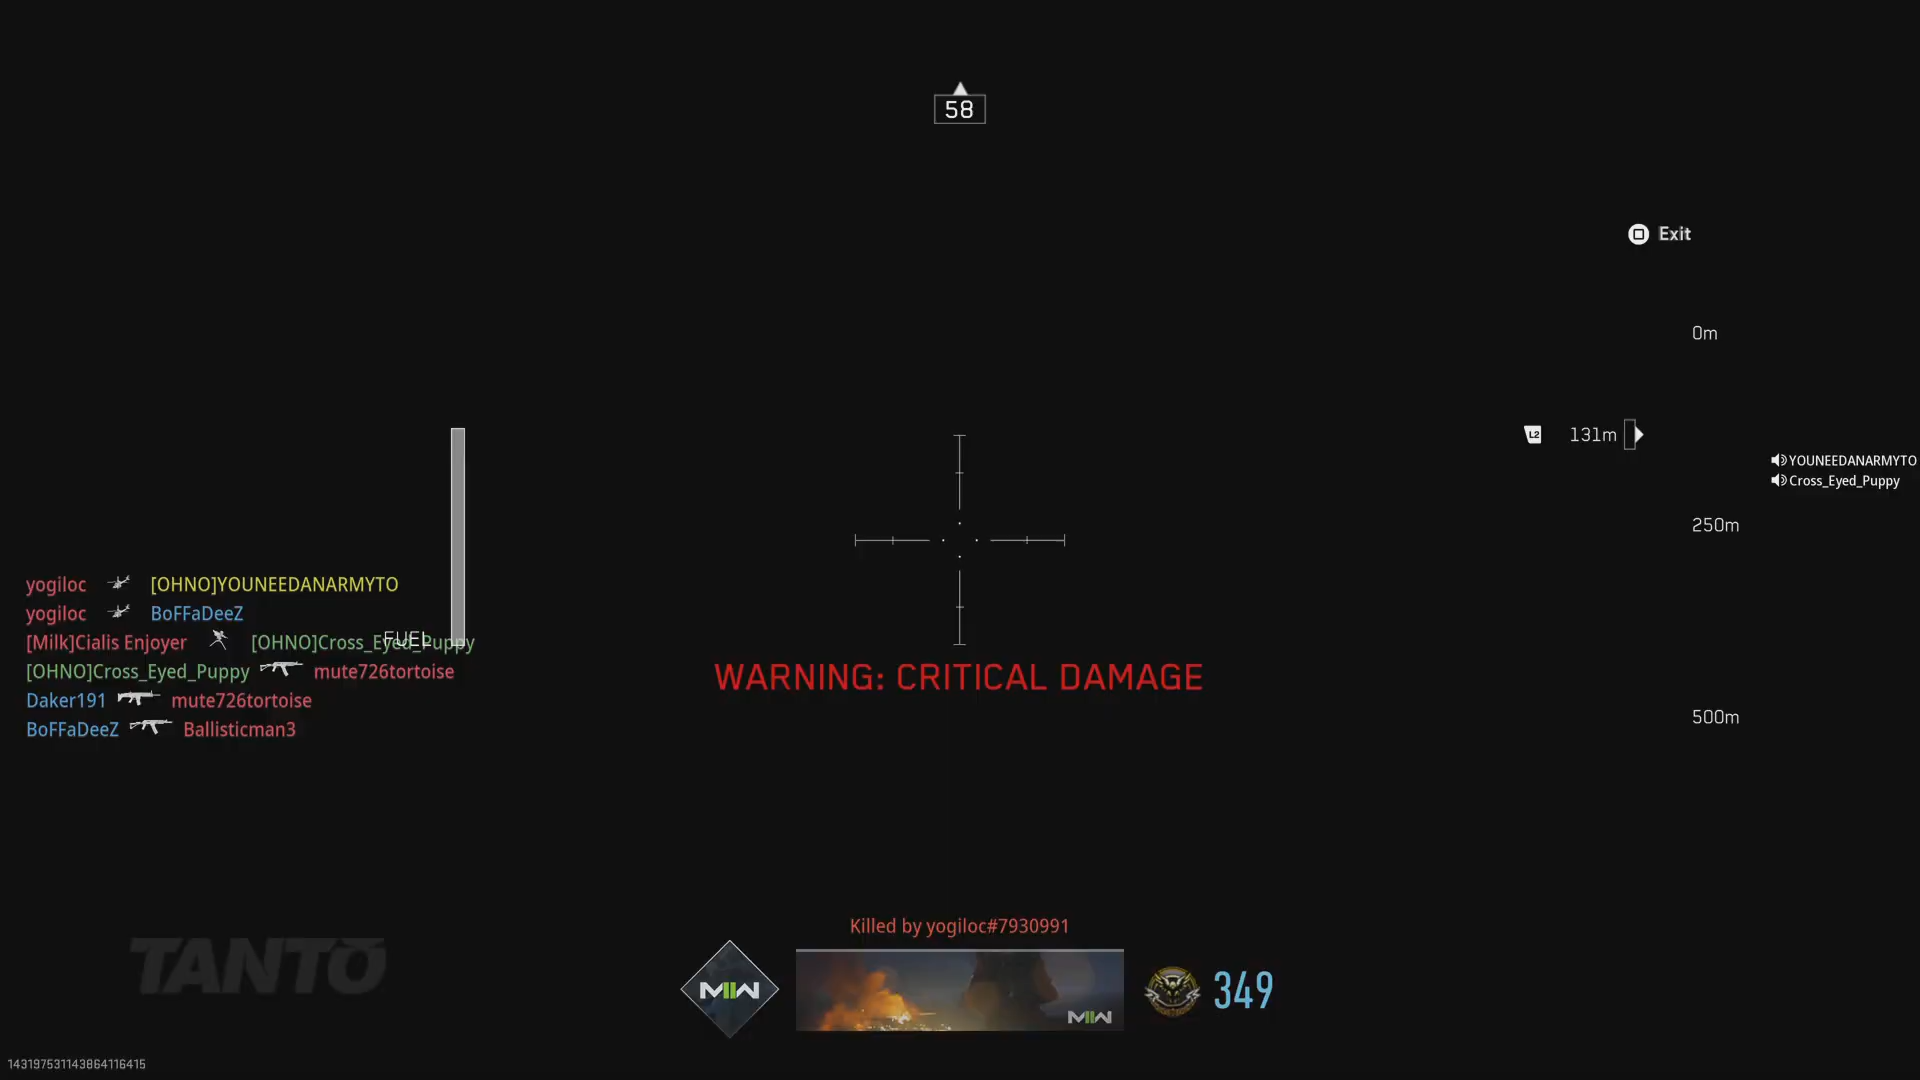 58
Exit
0m
L2 131m
YOUNEEDANARMYTO
Cross_Eyed_Puppy
250m
yogiloc [OHNO]YOUNEEDANARMYTO
yogiloc BoFFaDeeZ
[Milk]Cialis Enjoyer [OHNO]Cross_Eyed_Puppy
FUEL
[OHNO]Cross_Eyed_Puppy mute726tortoise
Daker191 mute726tortoise
BoFFaDeeZ Ballisticman3
WARNING: CRITICAL DAMAGE
500m
Killed by yogiloc#7930991
TANTO
MW
MW
349
143197531143864116415